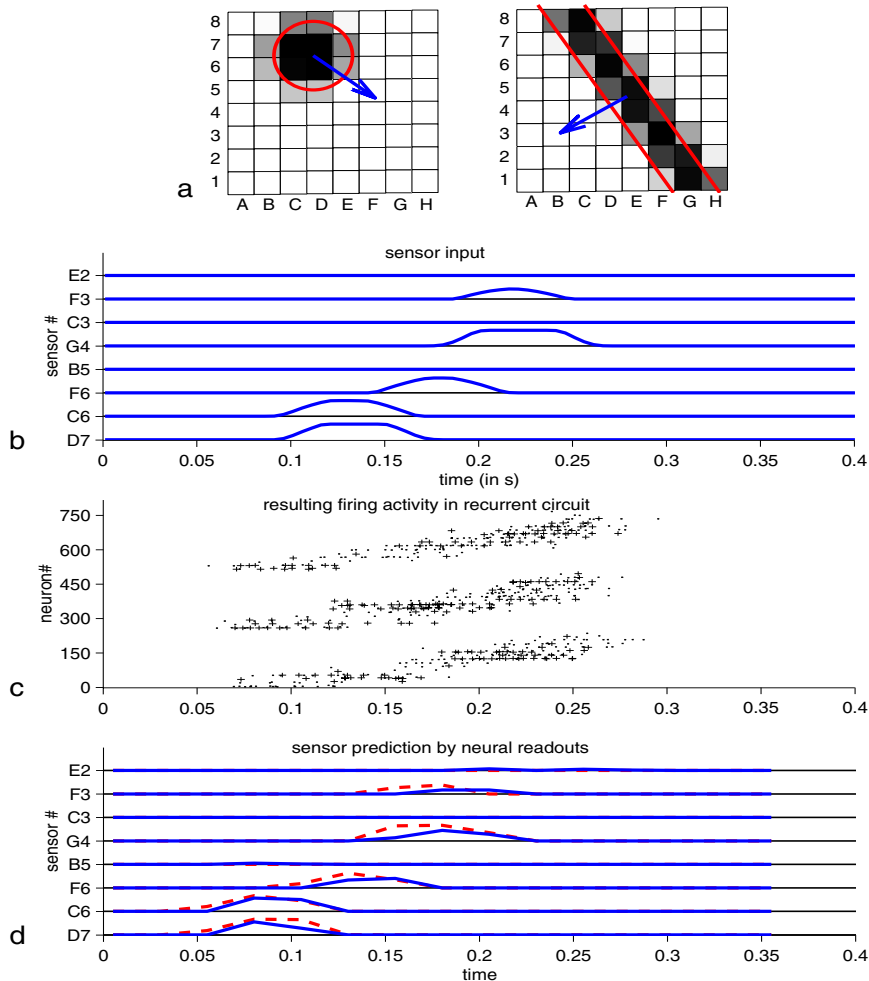 8
7
6
5
4
3
2
1
A B C D E F G H
8
7
6
5
4
3
2
1
A B C D E F G H
a
sensor input
E2
F3
C3
G4
B5
F6
C6
D7
sensor #
0 0.05 0.1 0.15 0.2 0.25 0.3 0.35 0.4
time (in s)
b
resulting firing activity in recurrent circuit
750
600
450
300
150
0
neuron#
0 0.05 0.1 0.15 0.2 0.25 0.3 0.35 0.4
c
sensor prediction by neural readouts
E2
F3
C3
G4
B5
F6
C6
D7
sensor #
0 0.05 0.1 0.15 0.2 0.25 0.3 0.35 0.4
time
d